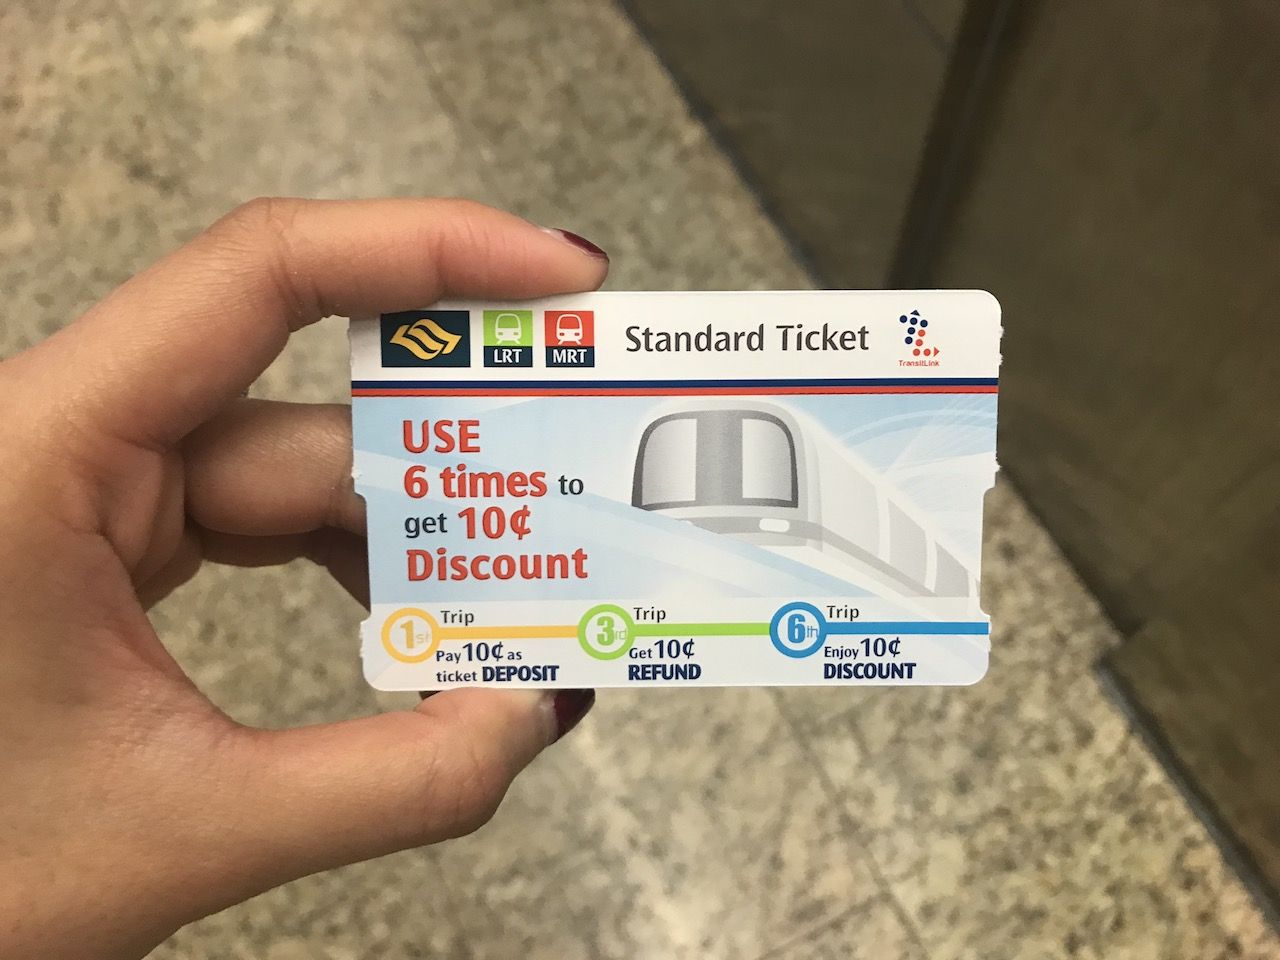 LRT
MRT
Standard Ticket
TransitLink
USE
6 times to
get 10¢
Discount
1st Trip
Pay 10¢ as
ticket DEPOSIT
3rd Trip
Get 10¢
REFUND
6th Trip
Enjoy 10¢
DISCOUNT